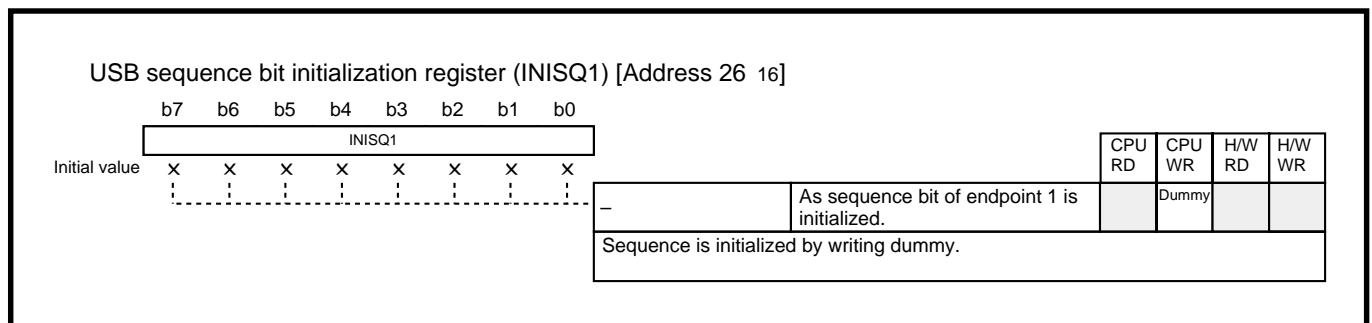 USB sequence bit initialization register (INISQ1) [Address 26 16]
b7 b6 b5 b4 b3 b2 b1 b0
INISQ1
CPU RD CPU WR H/W RD H/W WR
Initial value × × × × × × × ×
– As sequence bit of endpoint 1 is Dummy
initialized.
Sequence is initialized by writing dummy.